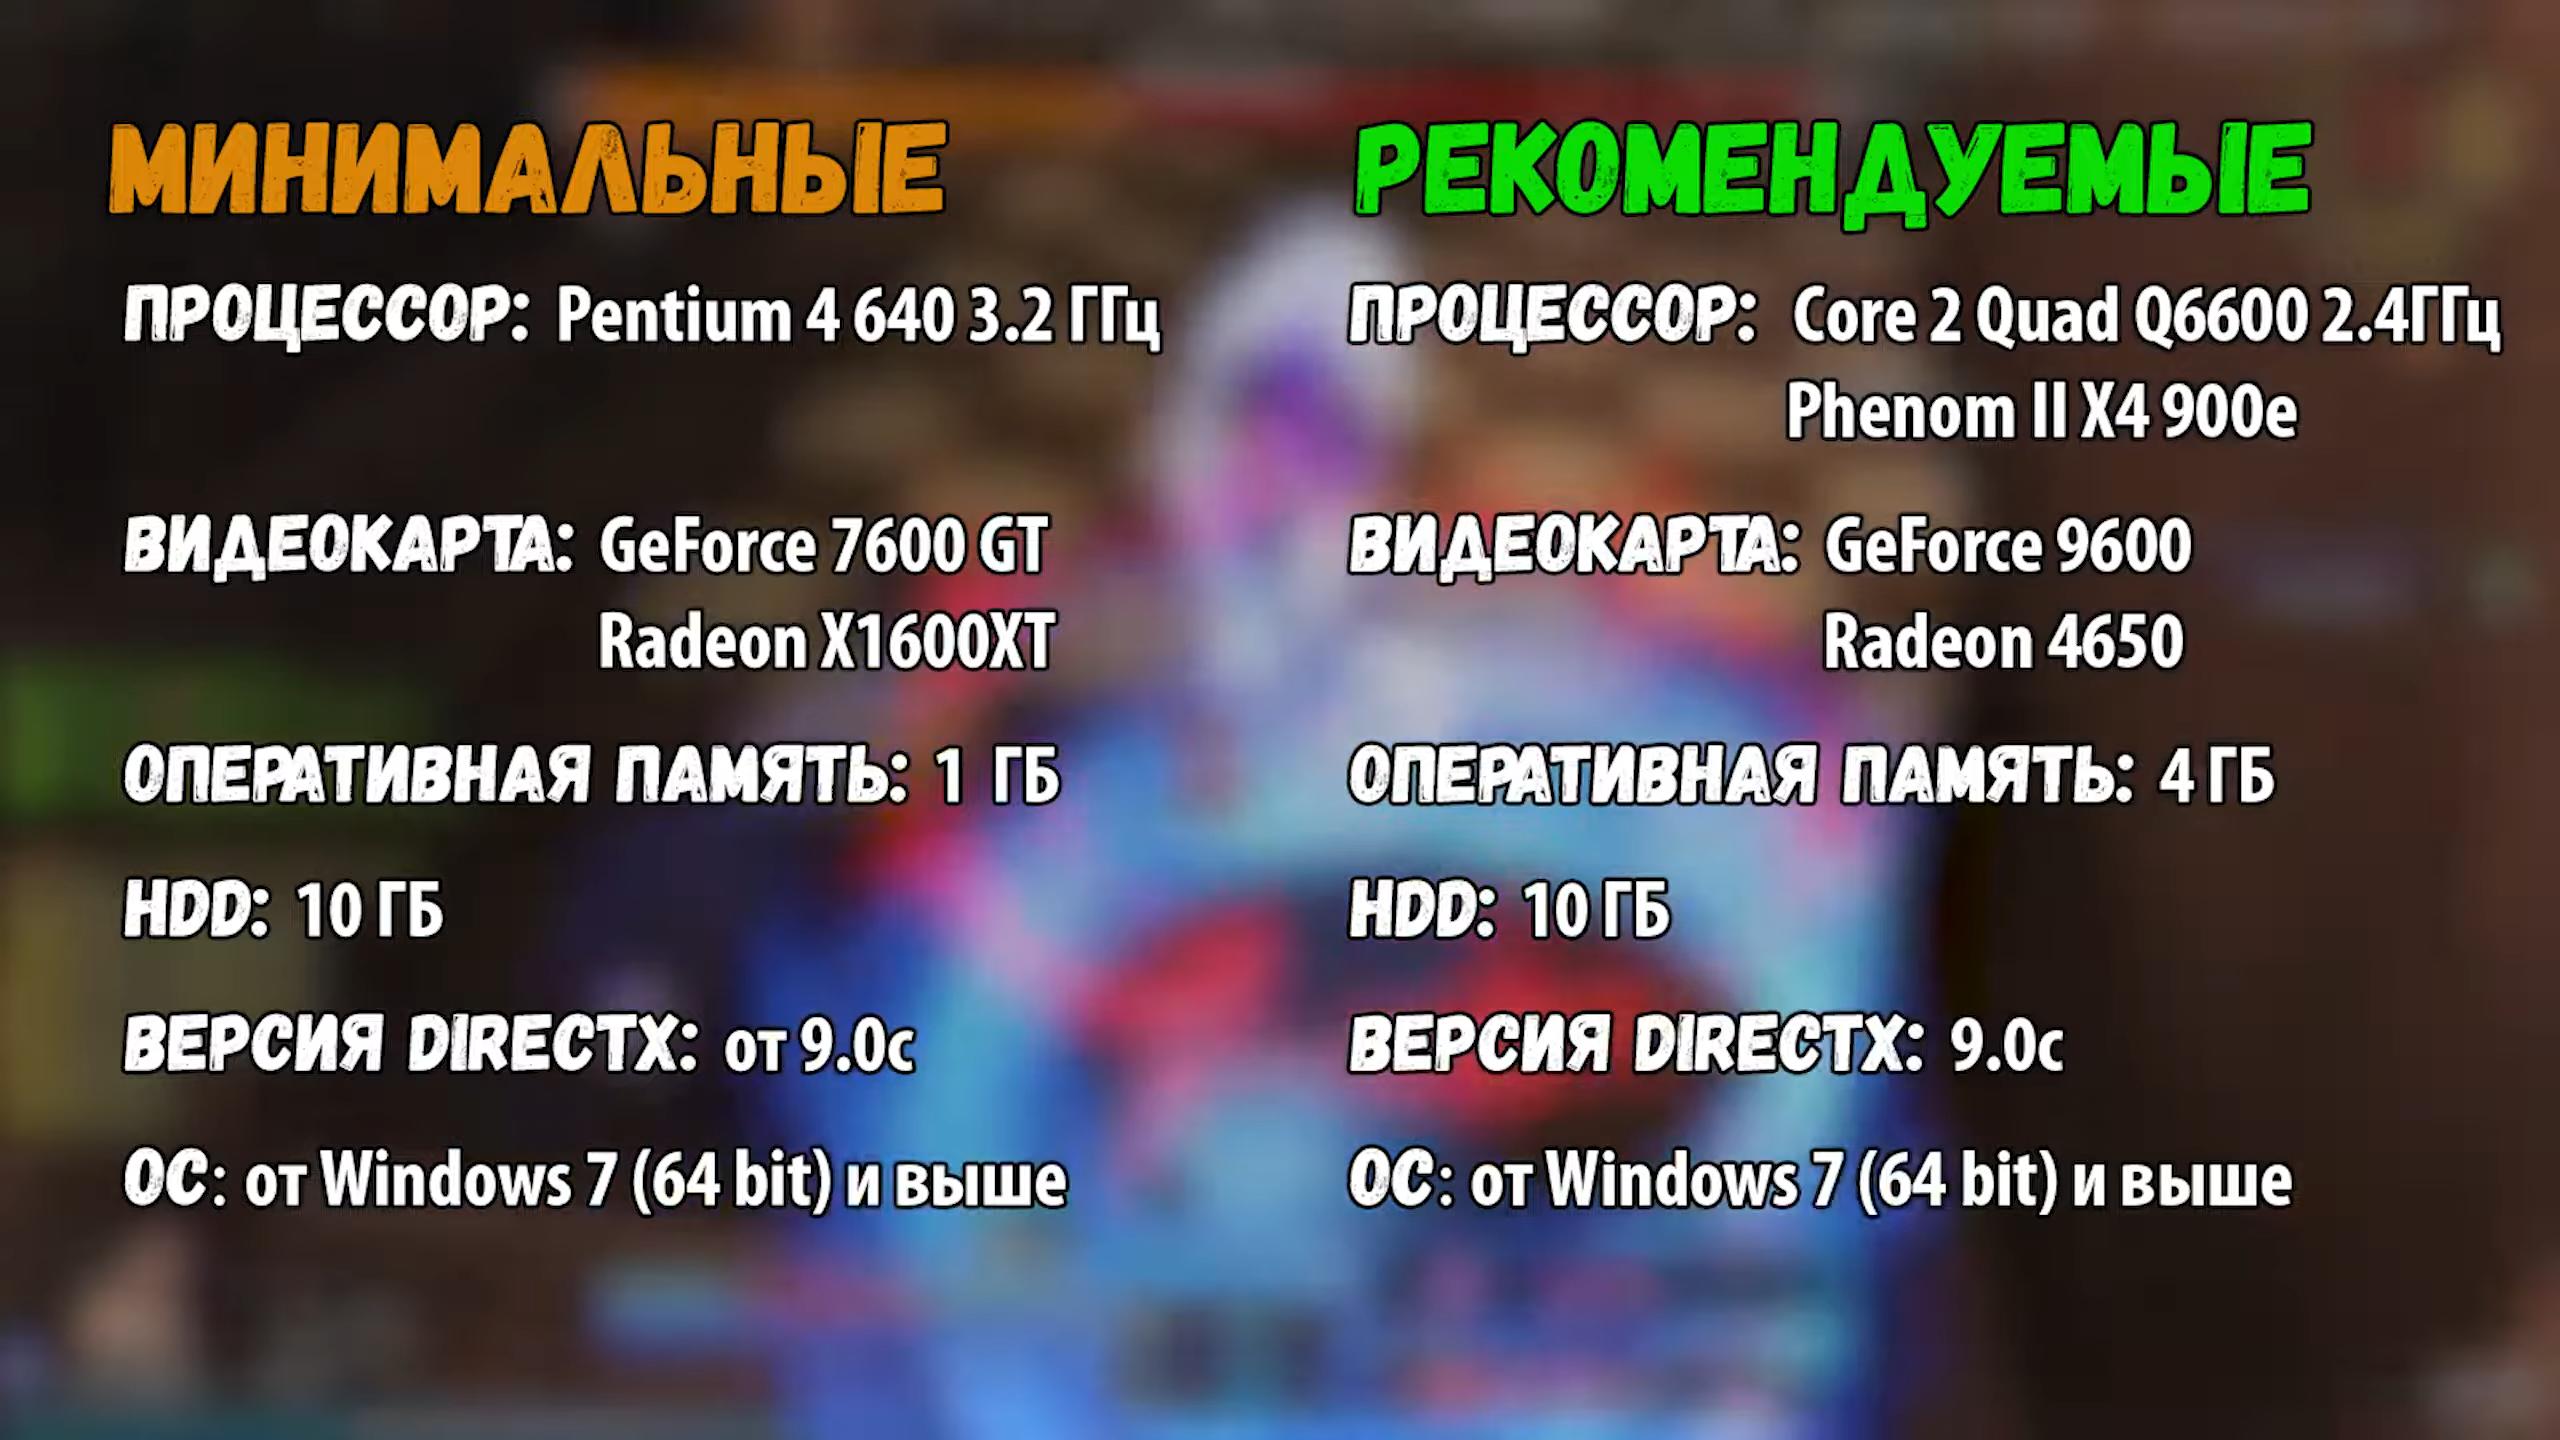 МИНИМАЛЬНЫЕ
ПРОЦЕССОР: Pentium 4 640 3.2 ГГц
ВИДЕОКАРТА: GeForce 7600 GT
Radeon X1600XT
ОПЕРАТИВНАЯ ПАМЯТЬ: 1 ГБ
HDD: 10 ГБ
ВЕРСИЯ DIRECTX: от 9.0c
ОС: от Windows 7 (64 bit) и выше
РЕКОМЕНДУЕМЫЕ
ПРОЦЕССОР: Core 2 Quad Q6600 2.4ГГц
Phenom II X4 900e
ВИДЕОКАРТА: GeForce 9600
Radeon 4650
ОПЕРАТИВНАЯ ПАМЯТЬ: 4 ГБ
HDD: 10 ГБ
ВЕРСИЯ DIRECTX: 9.0c
ОС: от Windows 7 (64 bit) и выше